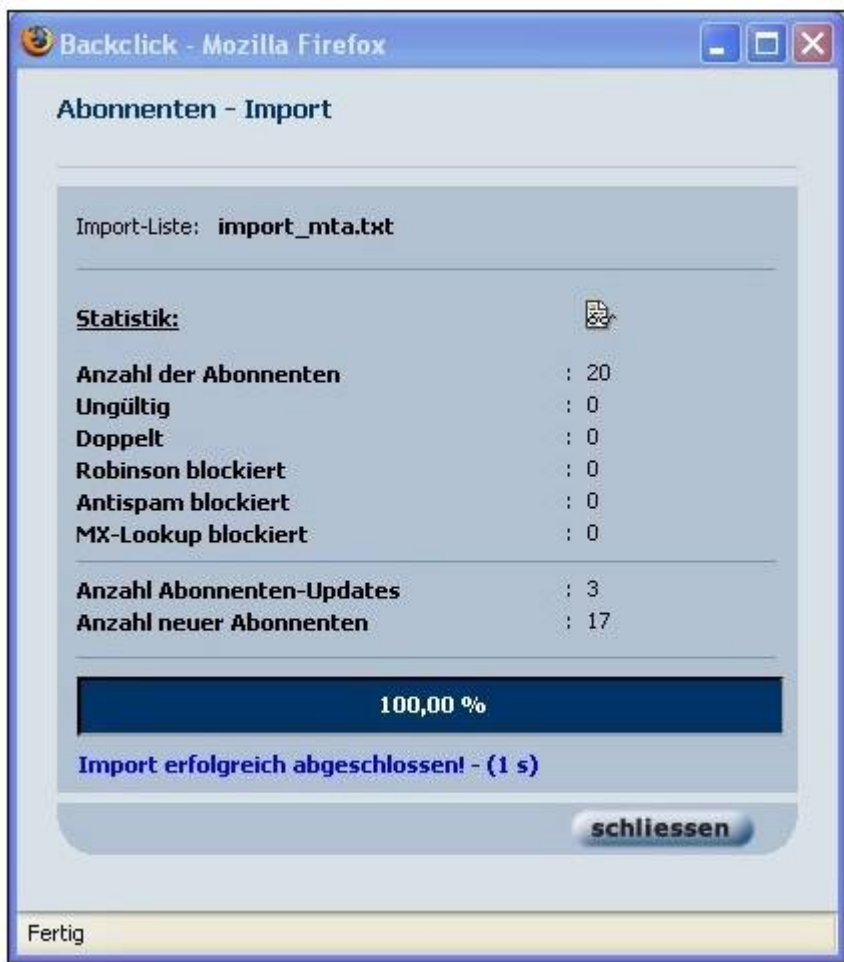 Backclick - Mozilla Firefox
Abonnenten - Import
Import-Liste: import_mta.txt
Statistik:
Anzahl der Abonnenten : 20
Ungültig : 0
Doppelt : 0
Robinson blockiert : 0
Antispam blockiert : 0
MX-Lookup blockiert : 0
Anzahl Abonnenten-Updates : 3
Anzahl neuer Abonnenten : 17
100,00 %
Import erfolgreich abgeschlossen! - (1 s)
schliessen
Fertig